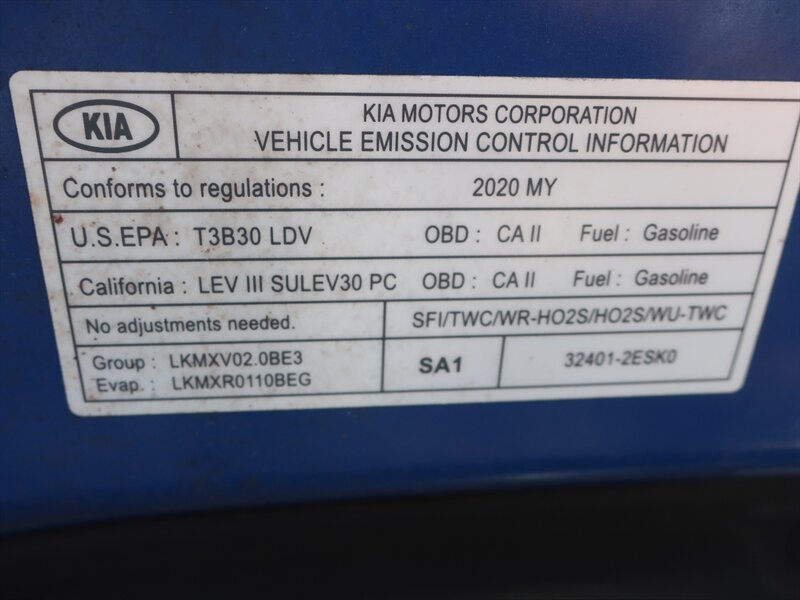 KIA
KIA MOTORS CORPORATION
VEHICLE EMISSION CONTROL INFORMATION
Conforms to regulations : 2020 MY
U.S.EPA : T3B30 LDV OBD : CA II Fuel : Gasoline
California : LEV III SULEV30 PC OBD : CA II Fuel : Gasoline
No adjustments needed. SFI/TWC/WR-HO2S/HO2S/WU-TWC
Group : LKMXV02.0BE3
Evap. : LKMXR0110BEG
SA1
32401-2ESK0